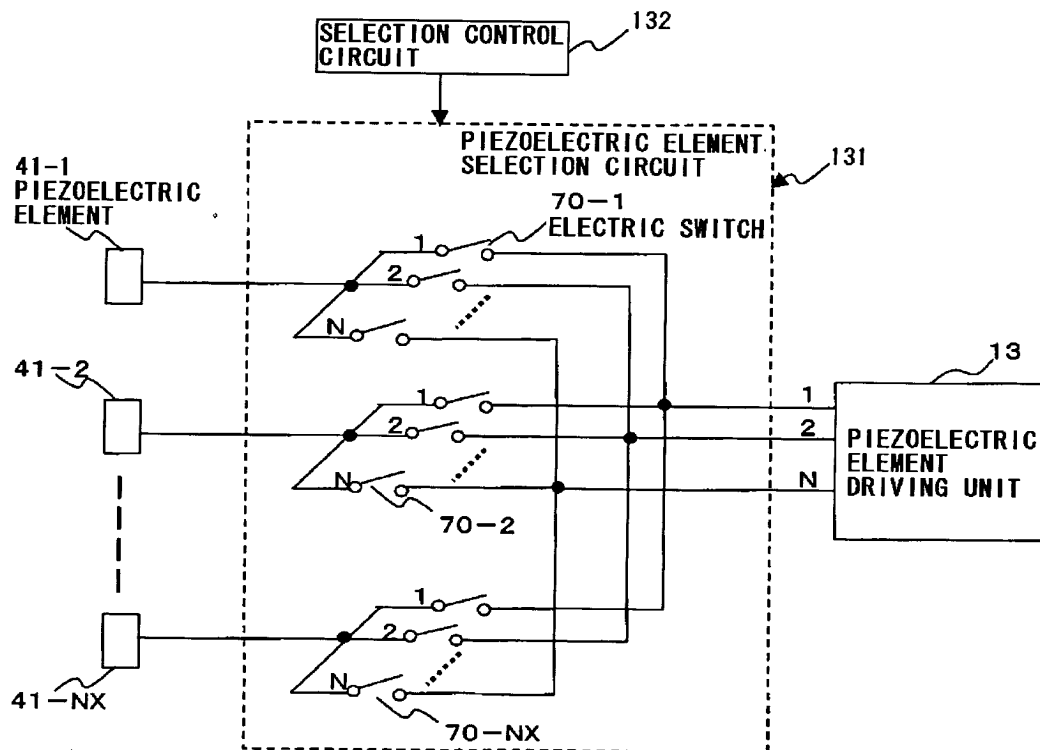 SELECTION CONTROL
CIRCUIT
132
PIEZOELECTRIC ELEMENT
SELECTION CIRCUIT
131
41-1
PIEZOELECTRIC
ELEMENT
70-1
ELECTRIC SWITCH
1
2
N
41-2
1
2
N
70-2
13
1
2
N
PIEZOELECTRIC
ELEMENT
DRIVING UNIT
1
2
N
41-NX
70-NX